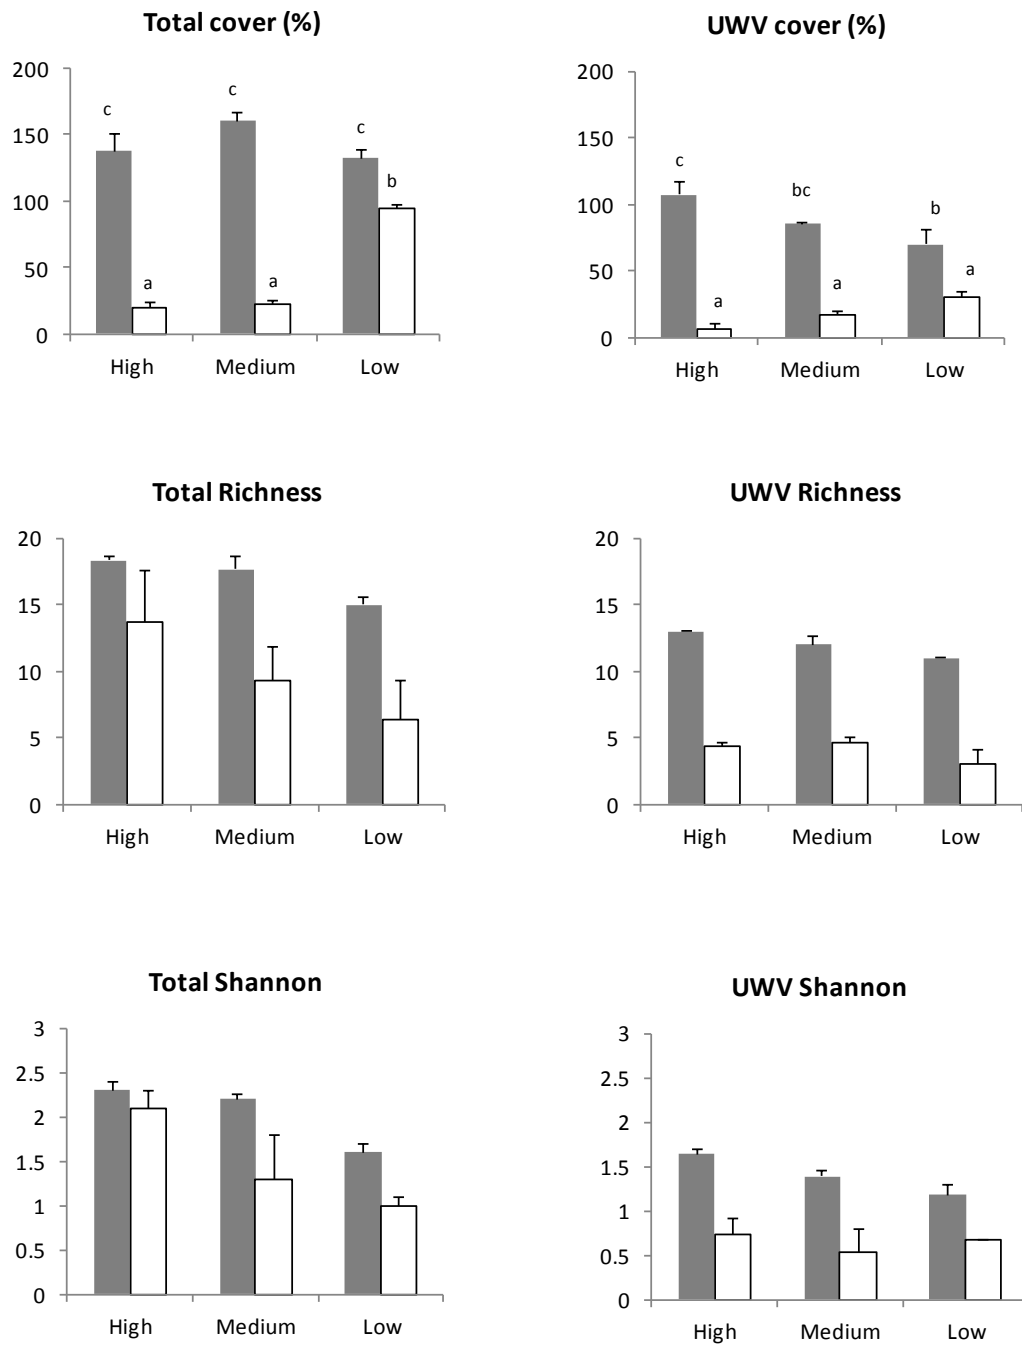 Total cover (%)
200
150
100
50
0
c
a
c
a
c
b
High Medium Low
UWV cover (%)
200
150
100
50
0
c
a
bc
a
b
a
High Medium Low
Total Richness
20
15
10
5
0
High Medium Low
UWV Richness
20
15
10
5
0
High Medium Low
Total Shannon
3
2.5
2
1.5
1
0.5
0
High Medium Low
UWV Shannon
3
2.5
2
1.5
1
0.5
0
High Medium Low